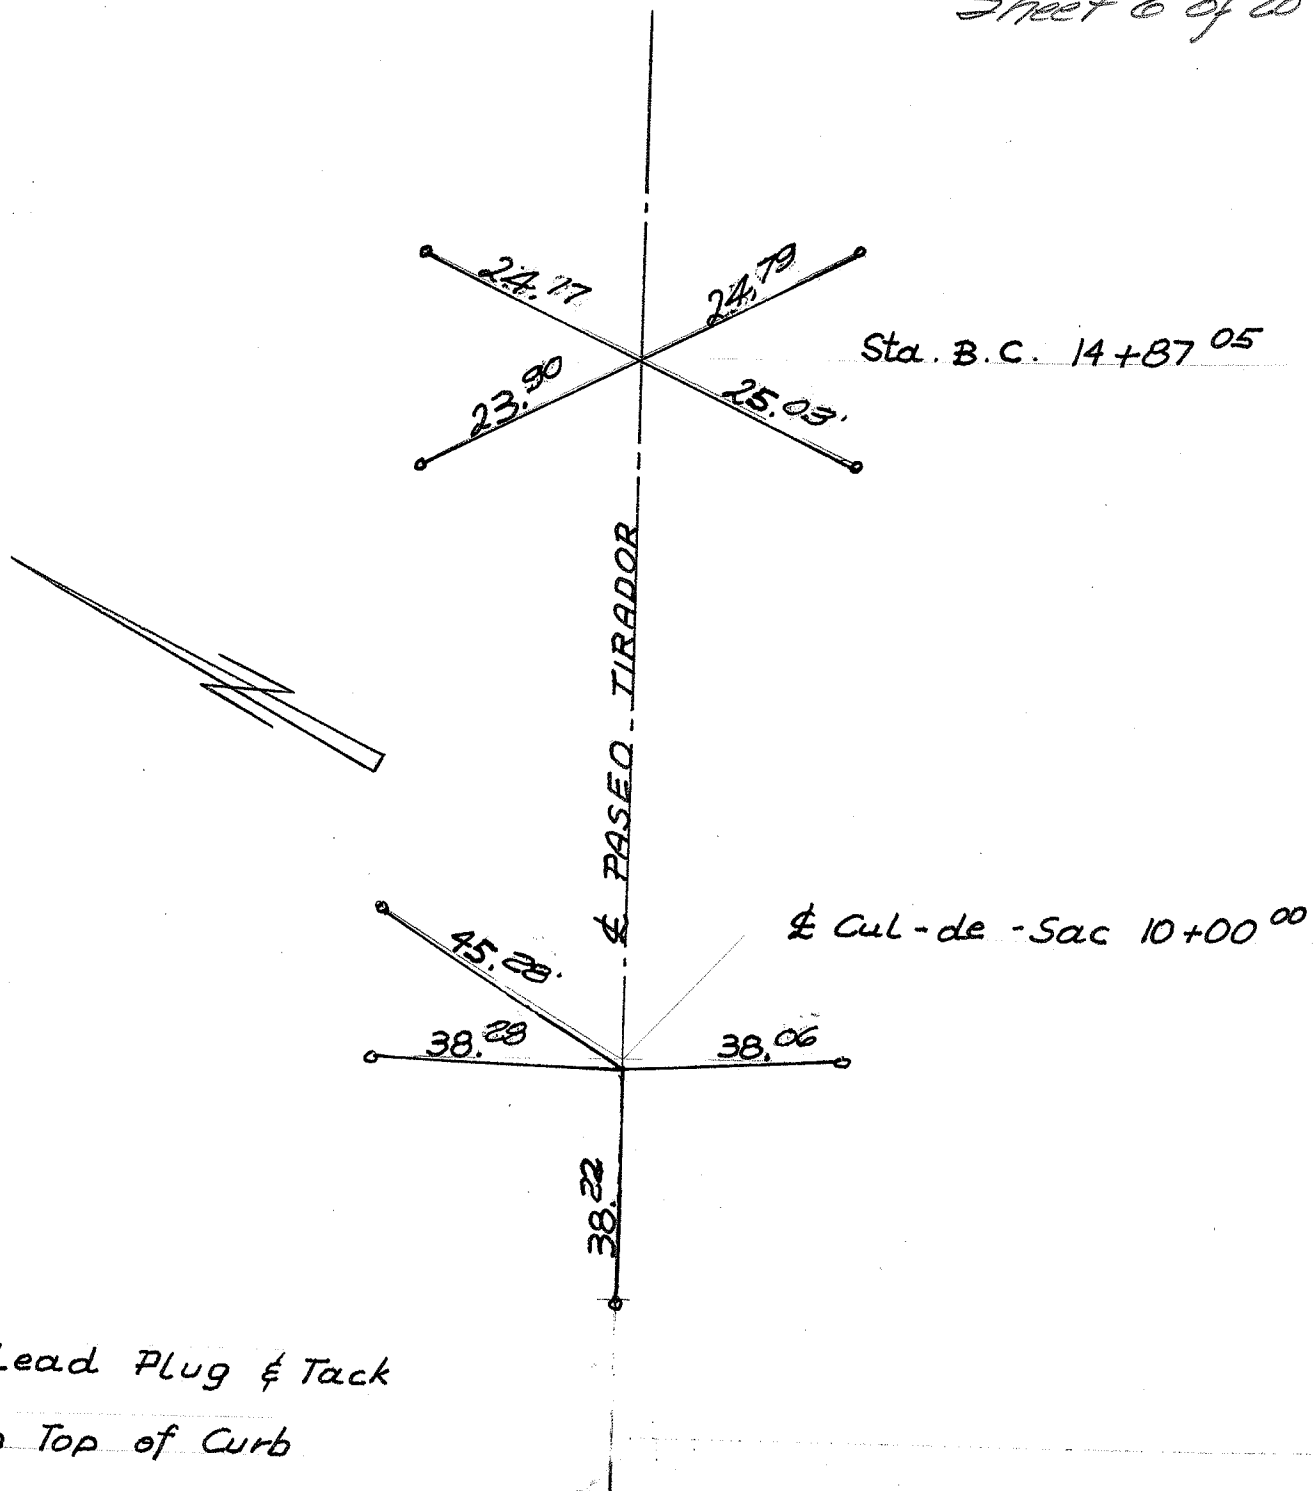 Sheet 6 of 20
24.77
24.79
Sta. B.C. 14+87 05
23.90
25.03'
℄ PASEO TIRADOR
℄ Cul-de-Sac 10+00 00
45.28'
38.28
38.06
38.22
Lead Plug & Tack
Top of Curb